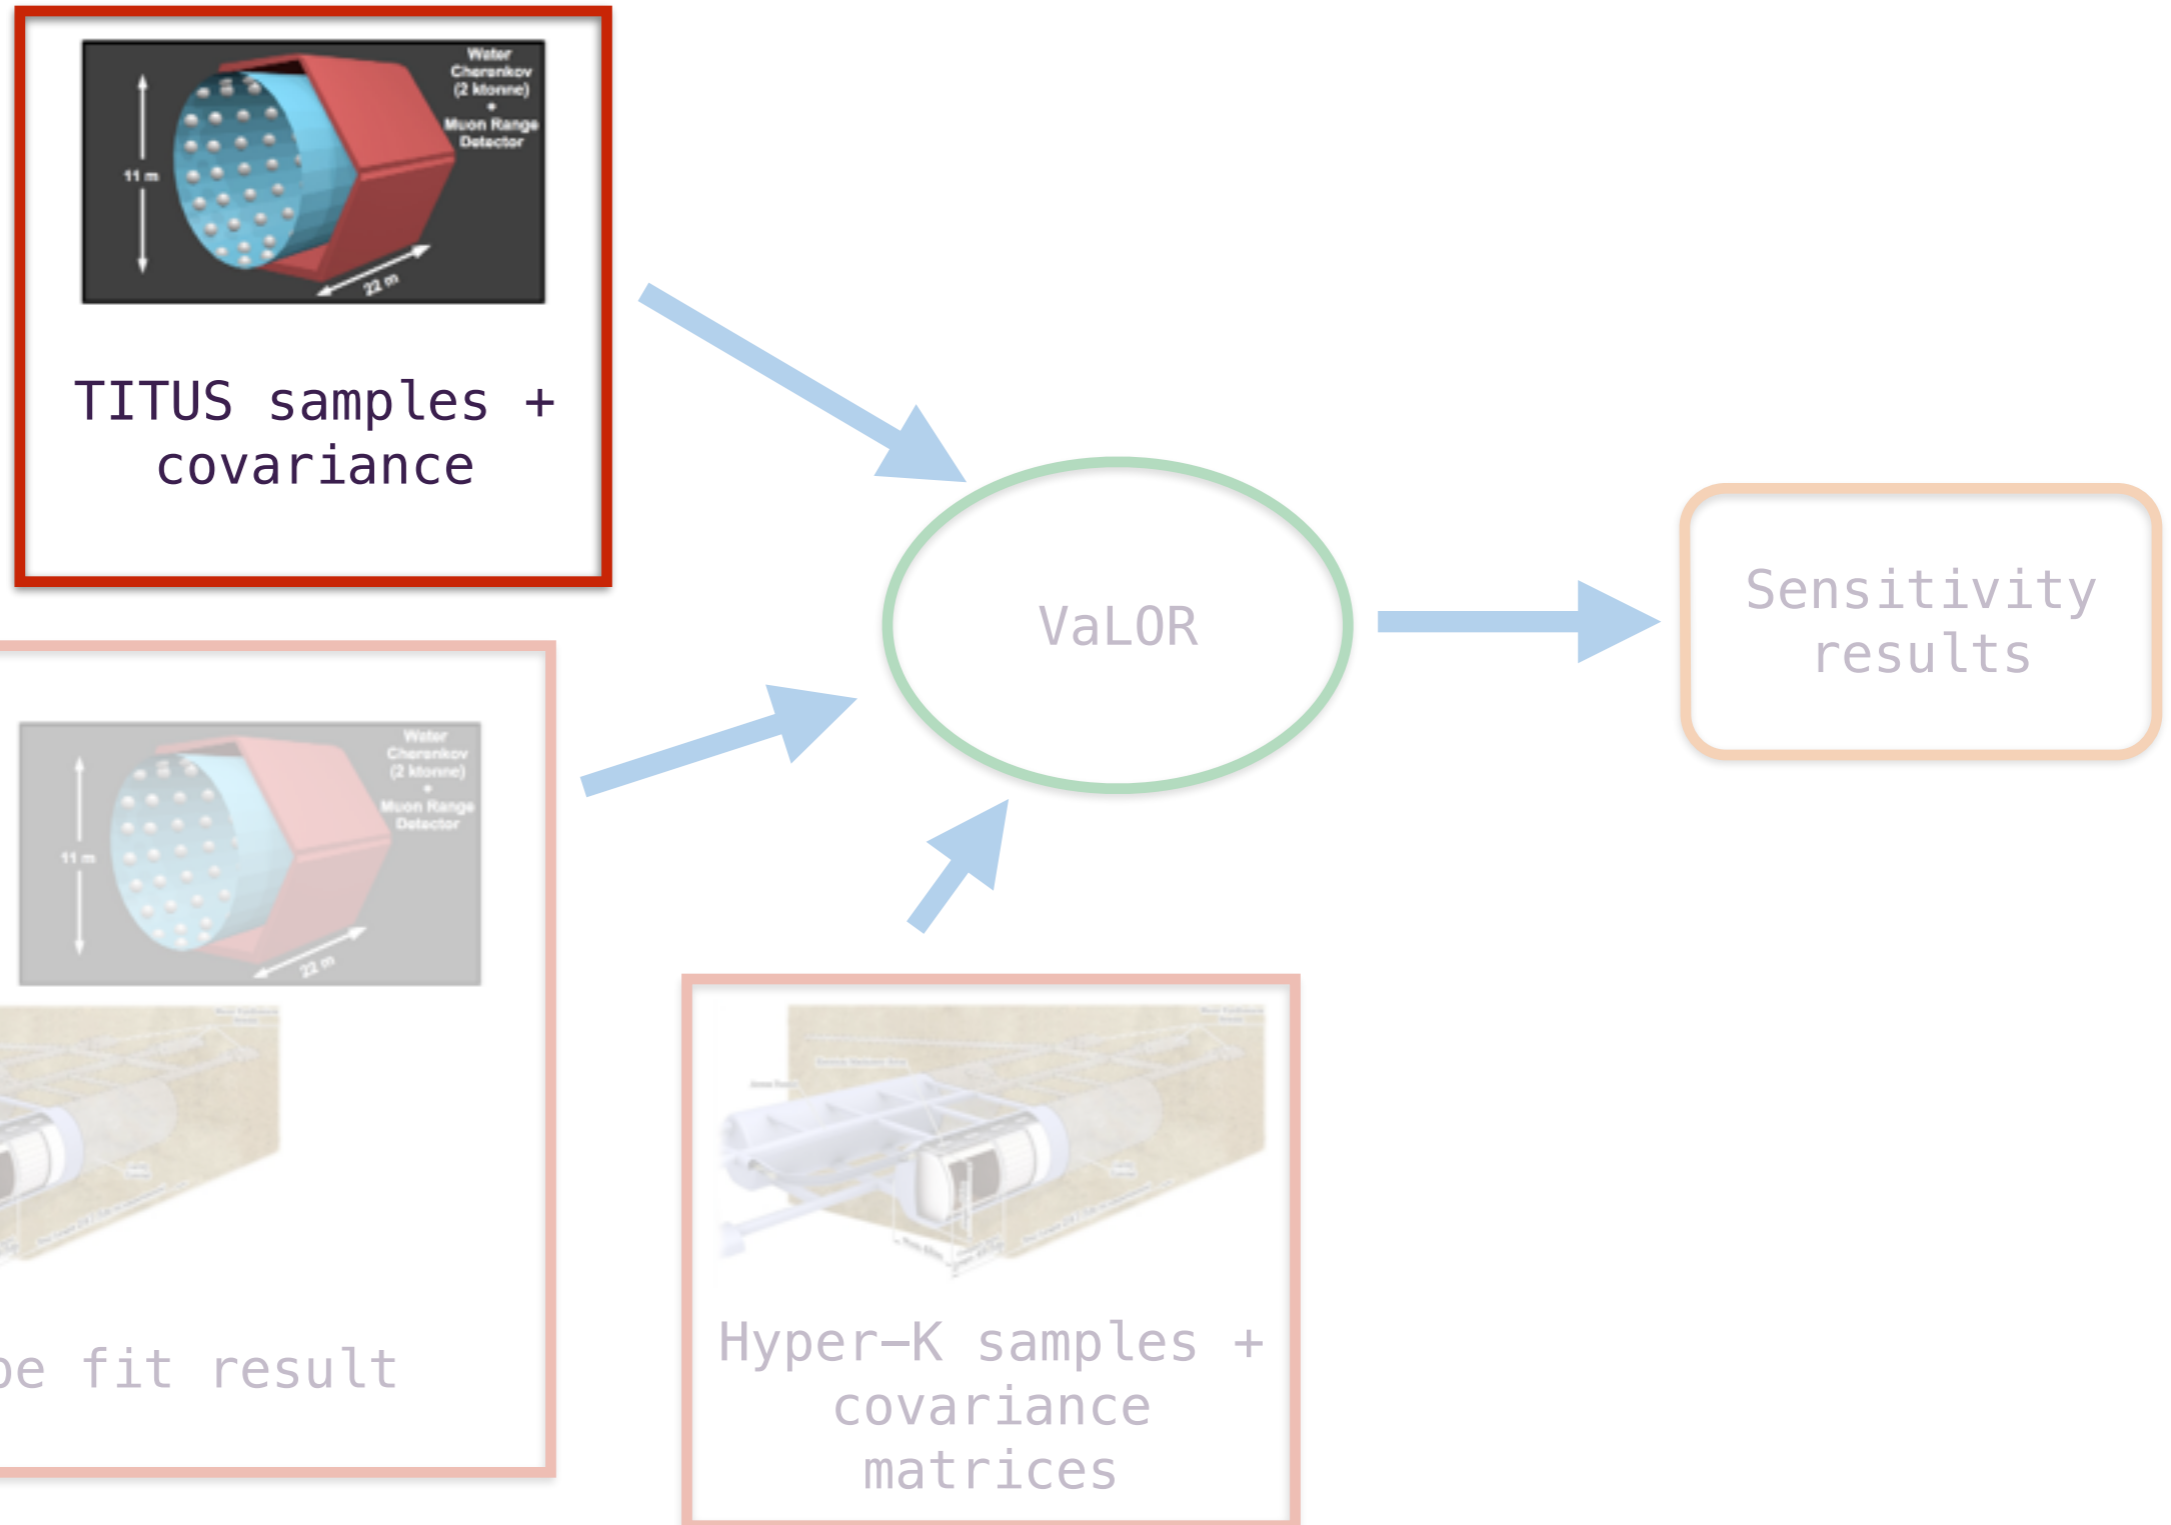 Water
Cherenkov
(2 ktonne)
+
Muon Range
Detector
11 m
22 m
TITUS samples +
covariance
VaLOR
Sensitivity
results
Water
Cherenkov
(2 ktonne)
+
Muon Range
Detector
11 m
22 m
fit result
Hyper–K samples +
covariance
matrices